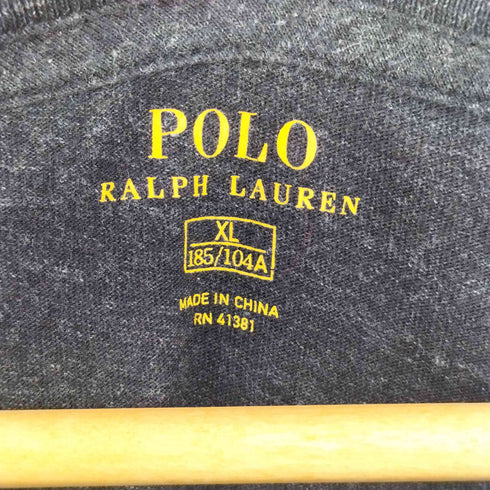 POLO
RALPH LAUREN
XL
185/104A
MADE IN CHINA
RN 41381